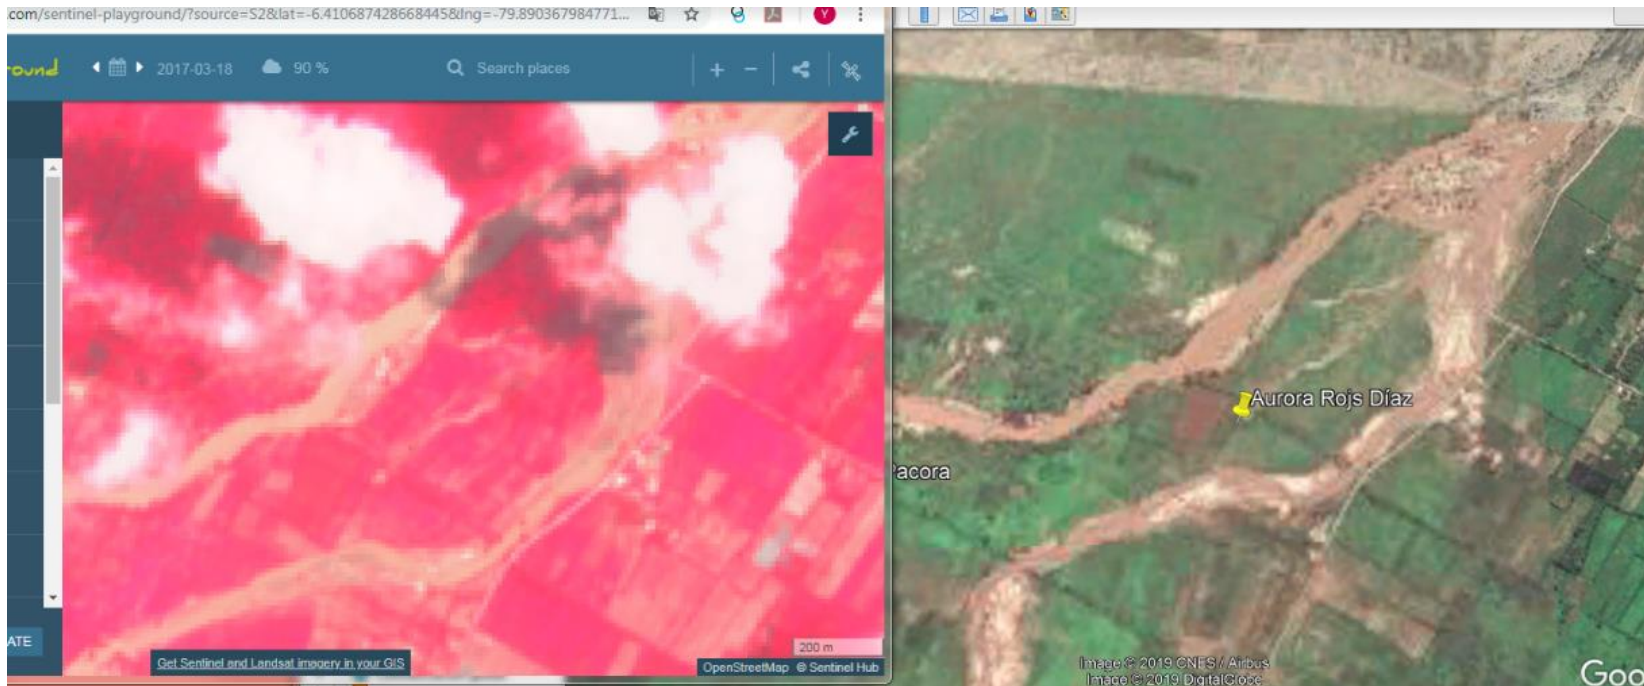 com/sentinel-playground/?source=S2&lat=-6.410687428668445&lng=-79.890367984771...
Y
round
2017-03-18
90 %
Search places
Aurora Rojs Díaz
Pacora
ATE
200 m
Get Sentinel and Landsat imagery in your GIS
OpenStreetMap © Sentinel Hub
Image © 2019 CNES / Airbus
Image © 2019 DigitalGlobe
Goo